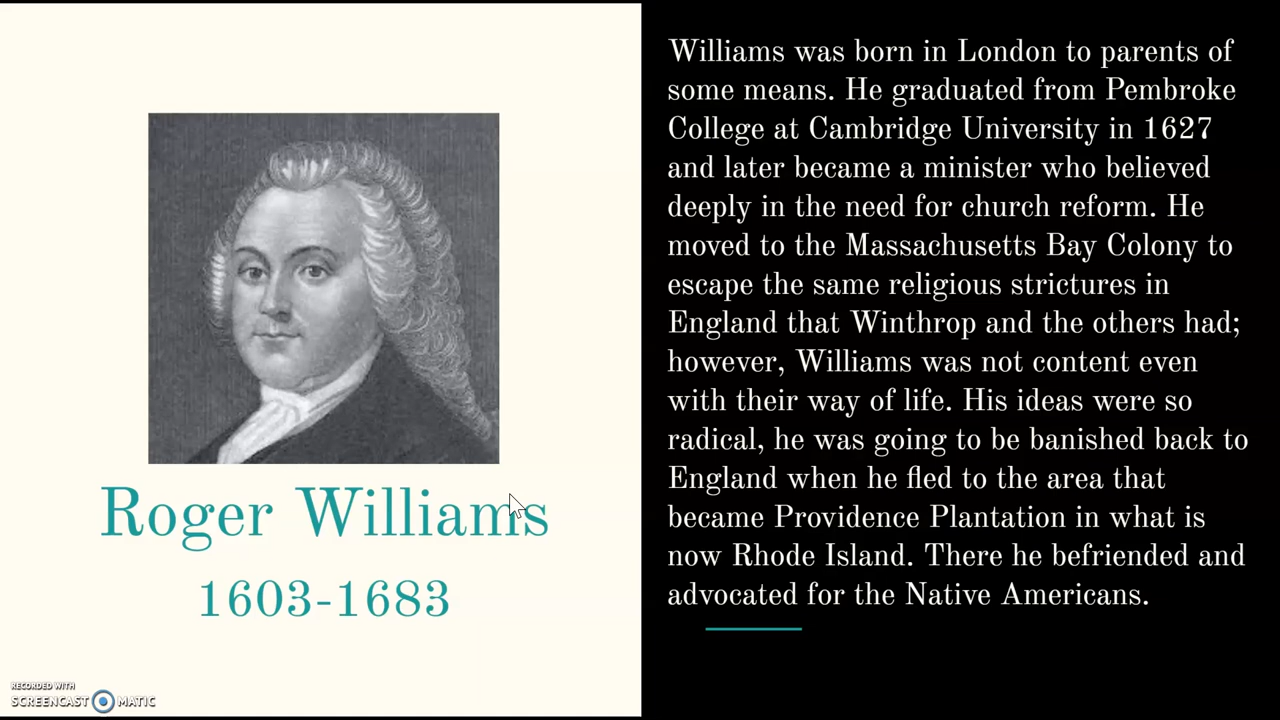 Roger Williams
1603-1683
Williams was born in London to parents of
some means. He graduated from Pembroke
College at Cambridge University in 1627
and later became a minister who believed
deeply in the need for church reform. He
moved to the Massachusetts Bay Colony to
escape the same religious strictures in
England that Winthrop and the others had;
however, Williams was not content even
with their way of life. His ideas were so
radical, he was going to be banished back to
England when he fled to the area that
became Providence Plantation in what is
now Rhode Island. There he befriended and
advocated for the Native Americans.
RECORDED WITH
SCREENCAST MATIC